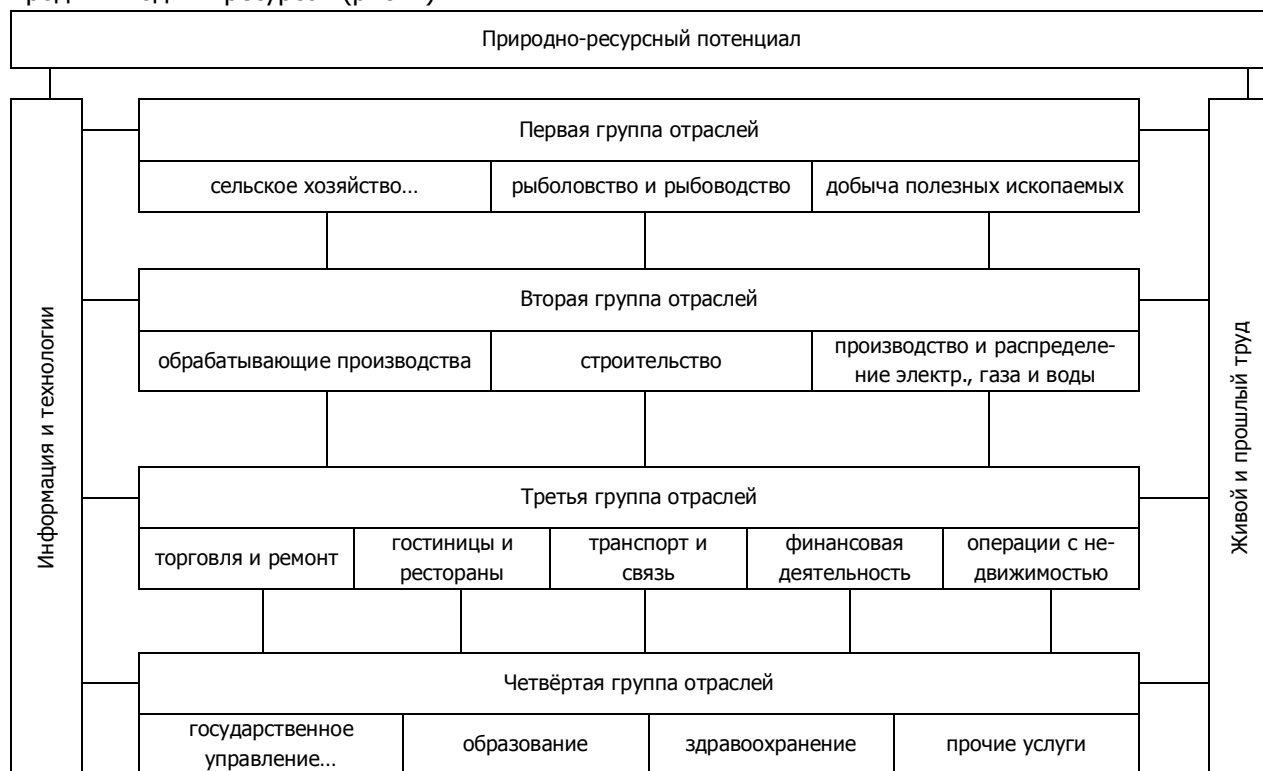 Природно-ресурсный потенциал
Первая группа отраслей
сельское хозяйство…
рыболовство и рыбоводство
добыча полезных ископаемых
Вторая группа отраслей
обрабатывающие производства
строительство
производство и распределе-
ние электр., газа и воды
Третья группа отраслей
торговля и ремонт
гостиницы и
рестораны
транспорт и
связь
финансовая
деятельность
операции с не-
движимостью
Четвёртая группа отраслей
государственное
управление…
образование
здравоохранение
прочие услуги
Информация и технологии
Живой и прошлый труд